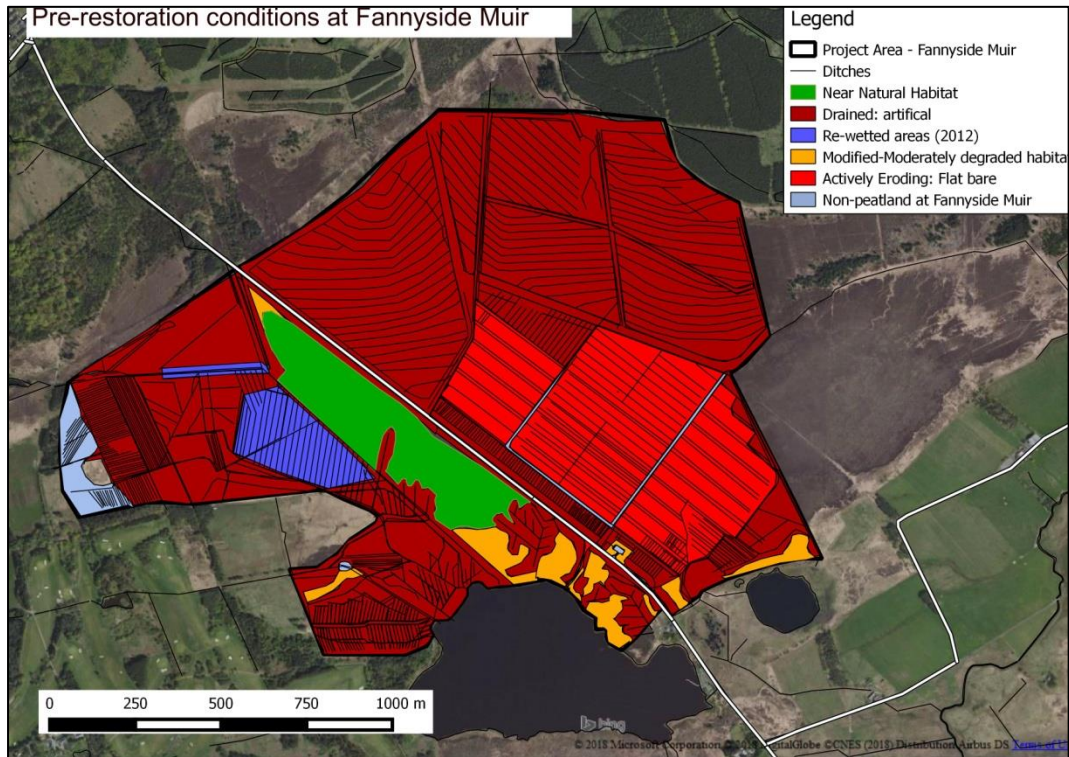 Pre-restoration conditions at Fannyside Muir
Legend
Project Area - Fannyside Muir
Ditches
Near Natural Habitat
Drained: artifical
Re-wetted areas (2012)
Modified-Moderately degraded habita
Actively Eroding: Flat bare
Non-peatland at Fannyside Muir
0 250 500 750 1000 m
bing
© 2018 Microsoft Corporation © 2018 DigitalGlobe ©CNES (2018) Distribution Airbus DS Terms of U